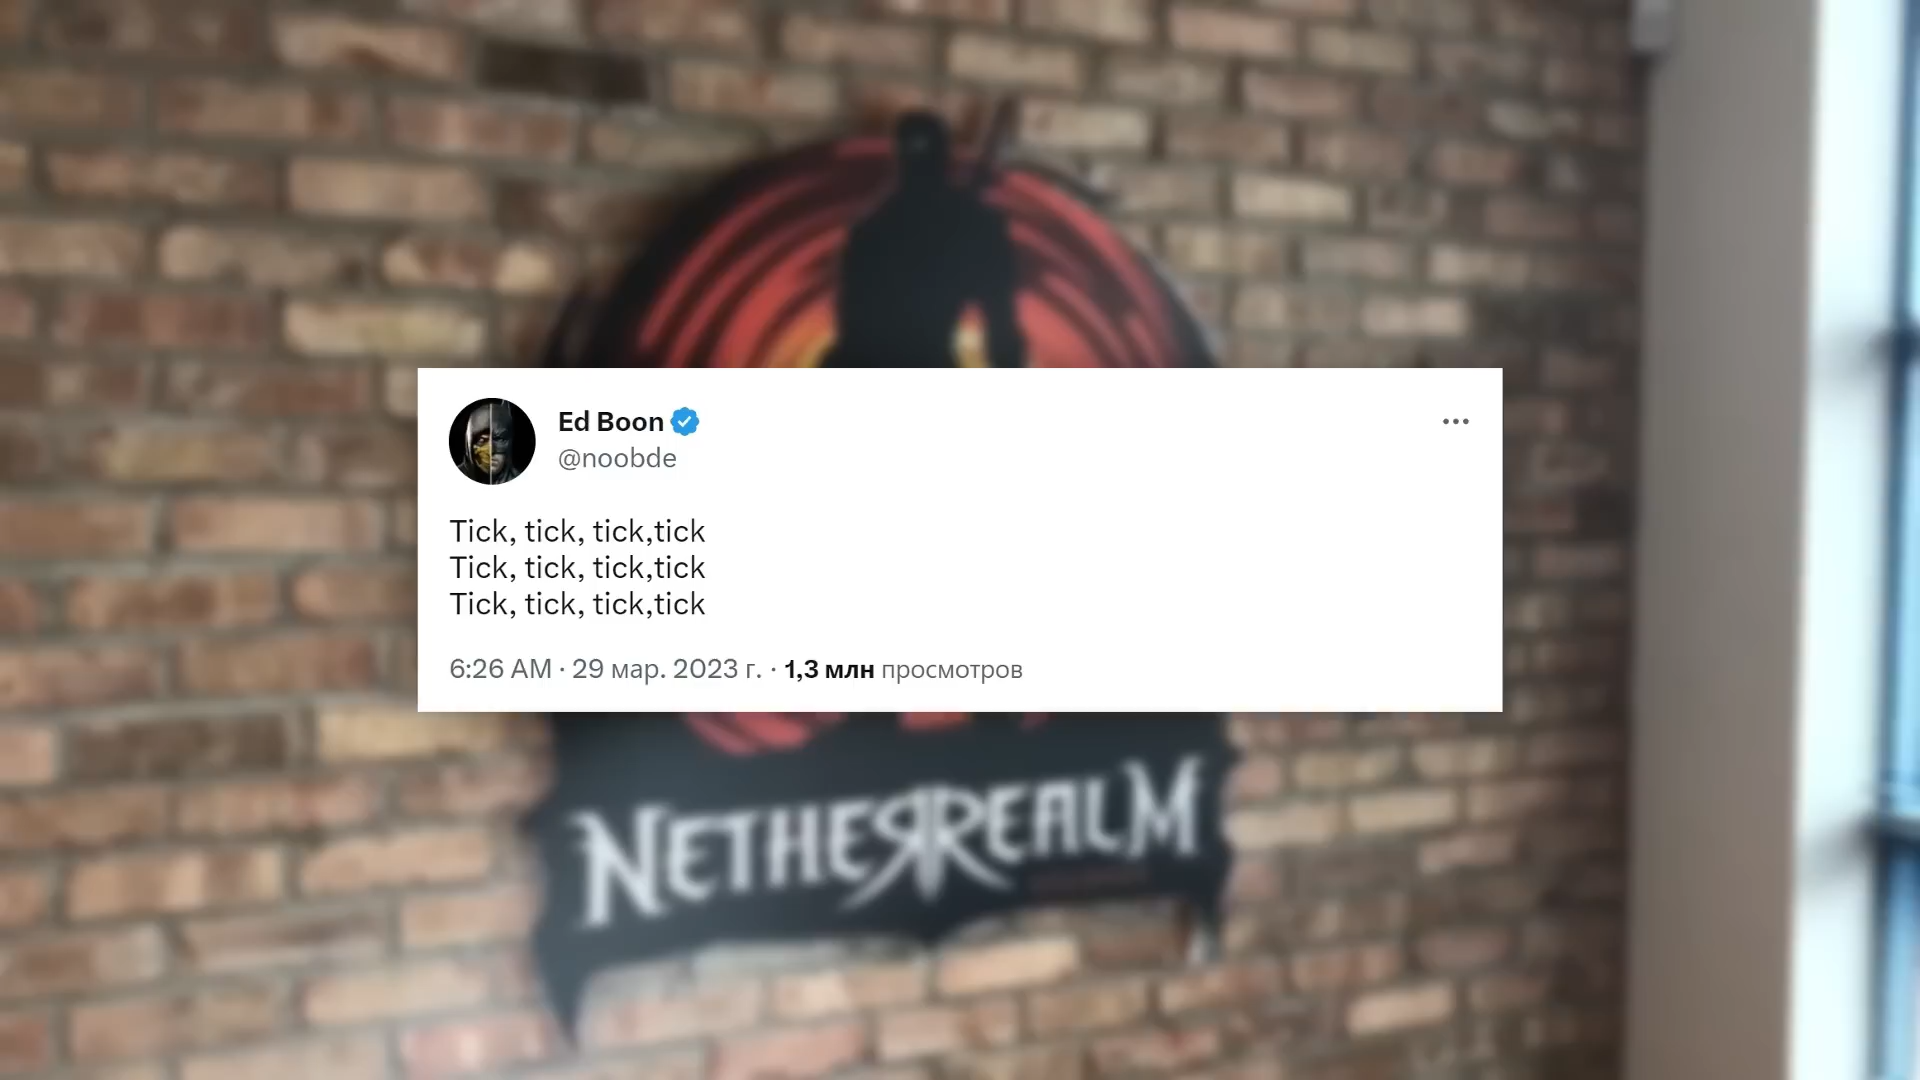 Ed Boon
@noobde
Tick, tick, tick,tick
Tick, tick, tick,tick
Tick, tick, tick,tick
6:26 AM · 29 мар. 2023 г. · 1,3 млн просмотров
NETHERREALM